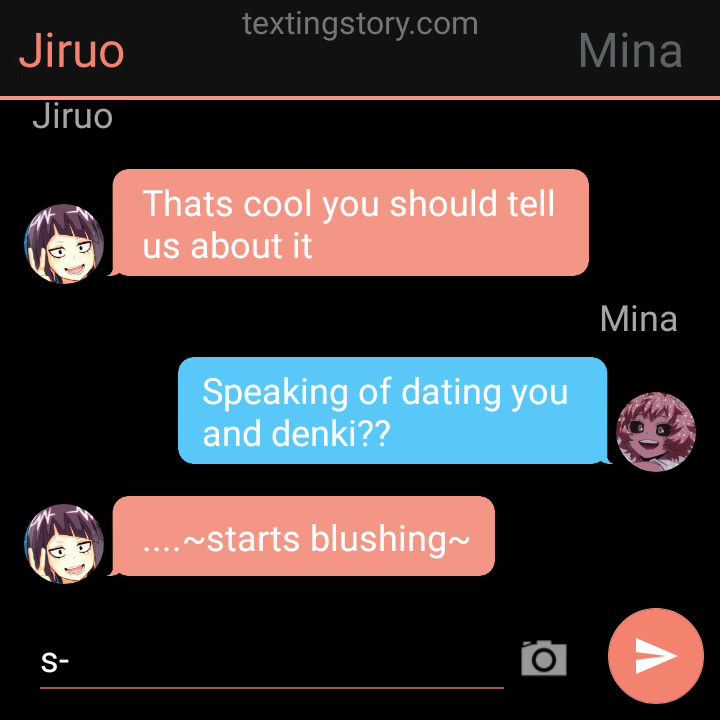 textingstory.com
Jiruo
Mina
Jiruo
Thats cool you should tell
us about it
Mina
Speaking of dating you
and denki??
....~starts blushing~
s-